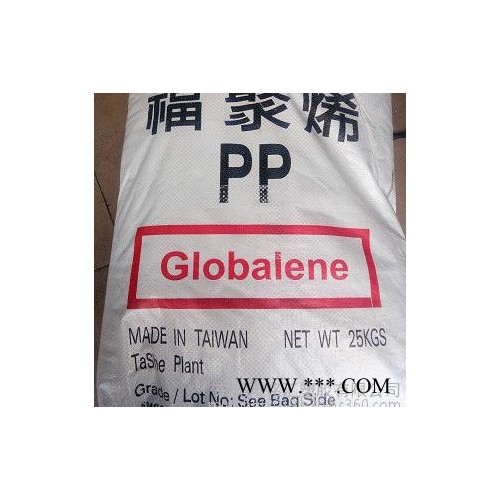 福聚烯
PP
Globalene
MADE IN TAIWAN NET WT 25KGS
TaShe Plant
WWW.***.COM
Grade / Lot No: See Bag Side